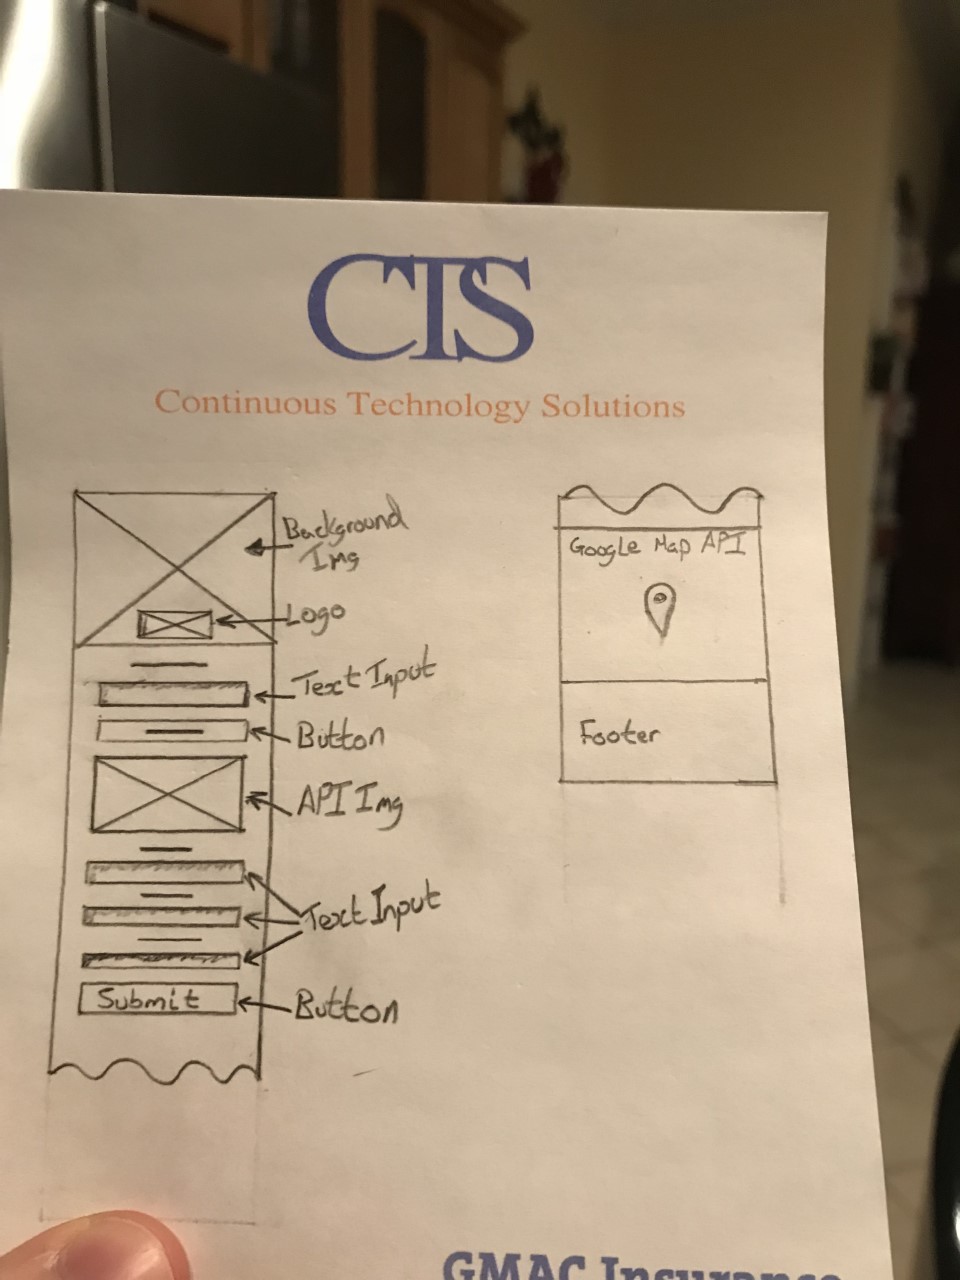 CTS
Continuous Technology Solutions
Background
Img
Logo
Text Input
Button
API Img
Text Input
Submit
Button
Google Map API
Footer
GMAC Insurance